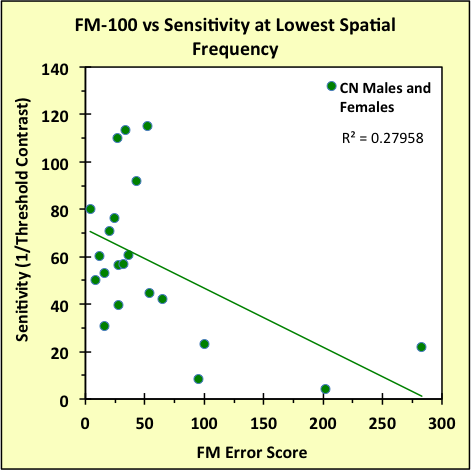 FM-100 vs Sensitivity at Lowest Spatial
Frequency
140
120
100
80
60
40
20
0
Senitivity (1/Threshold Contrast)
CN Males and
Females
R² = 0.27958
0 50 100 150 200 250 300
FM Error Score